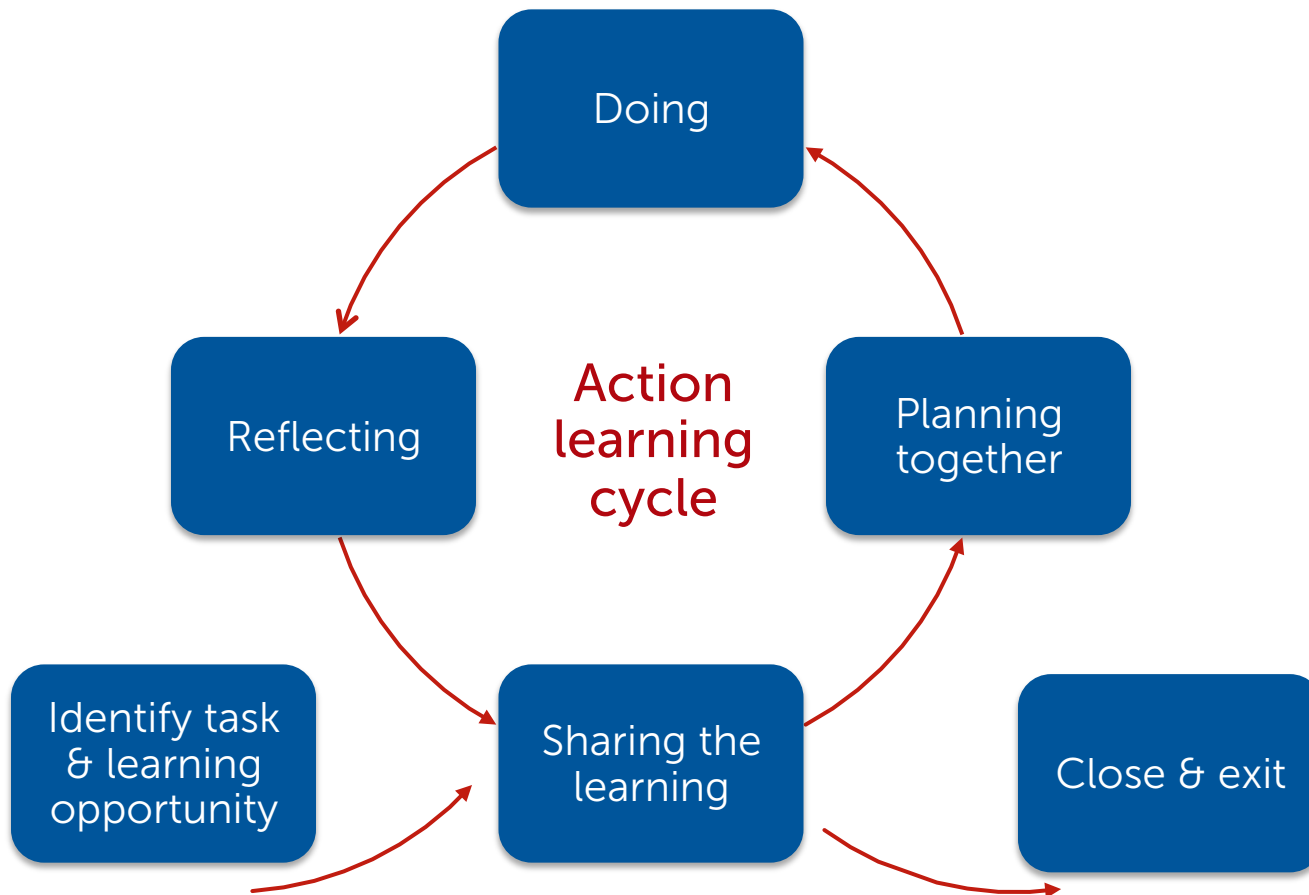 Doing
Reflecting
Action
learning
cycle
Planning
together
Identify task
& learning
opportunity
Sharing the
learning
Close & exit